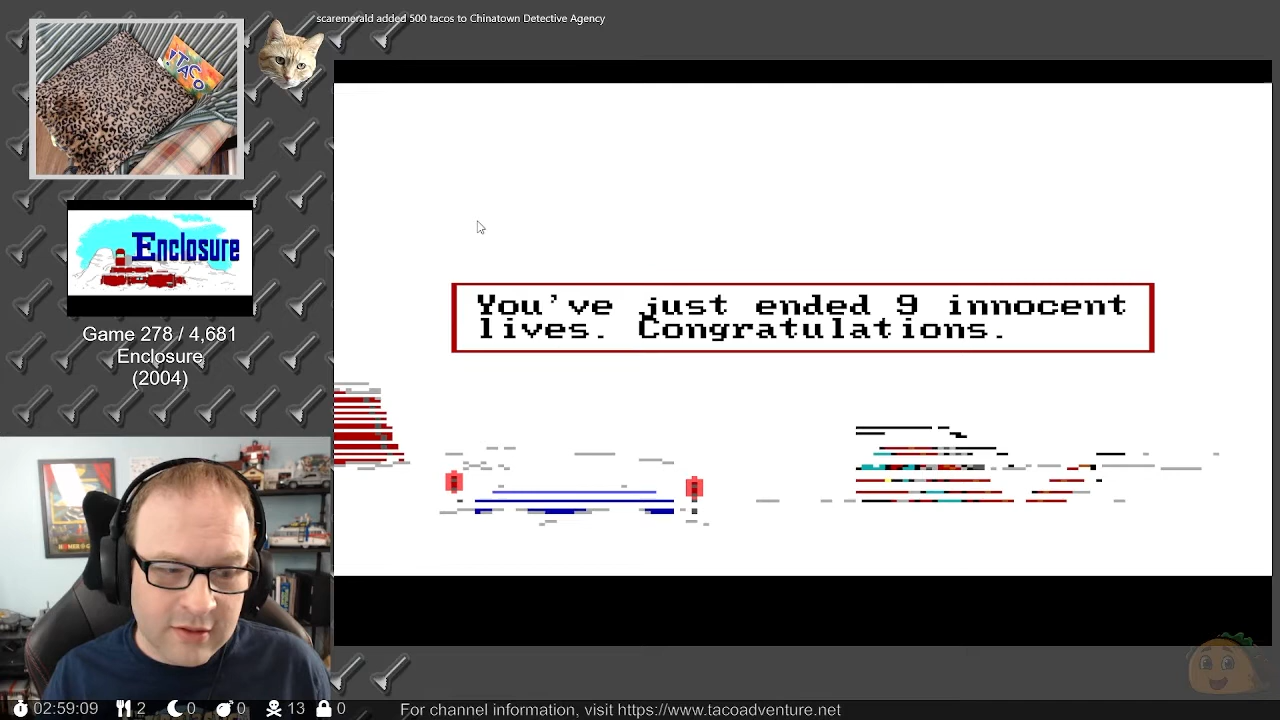 scaremerald added 500 tacos to Chinatown Detective Agency
TACO
Enclosure
Game 278 / 4,681
Enclosure
(2004)
You've just ended 9 innocent
lives. Congratulations.
02:59:09 2 0 0 13 0
For channel information, visit https://www.tacoadventure.net